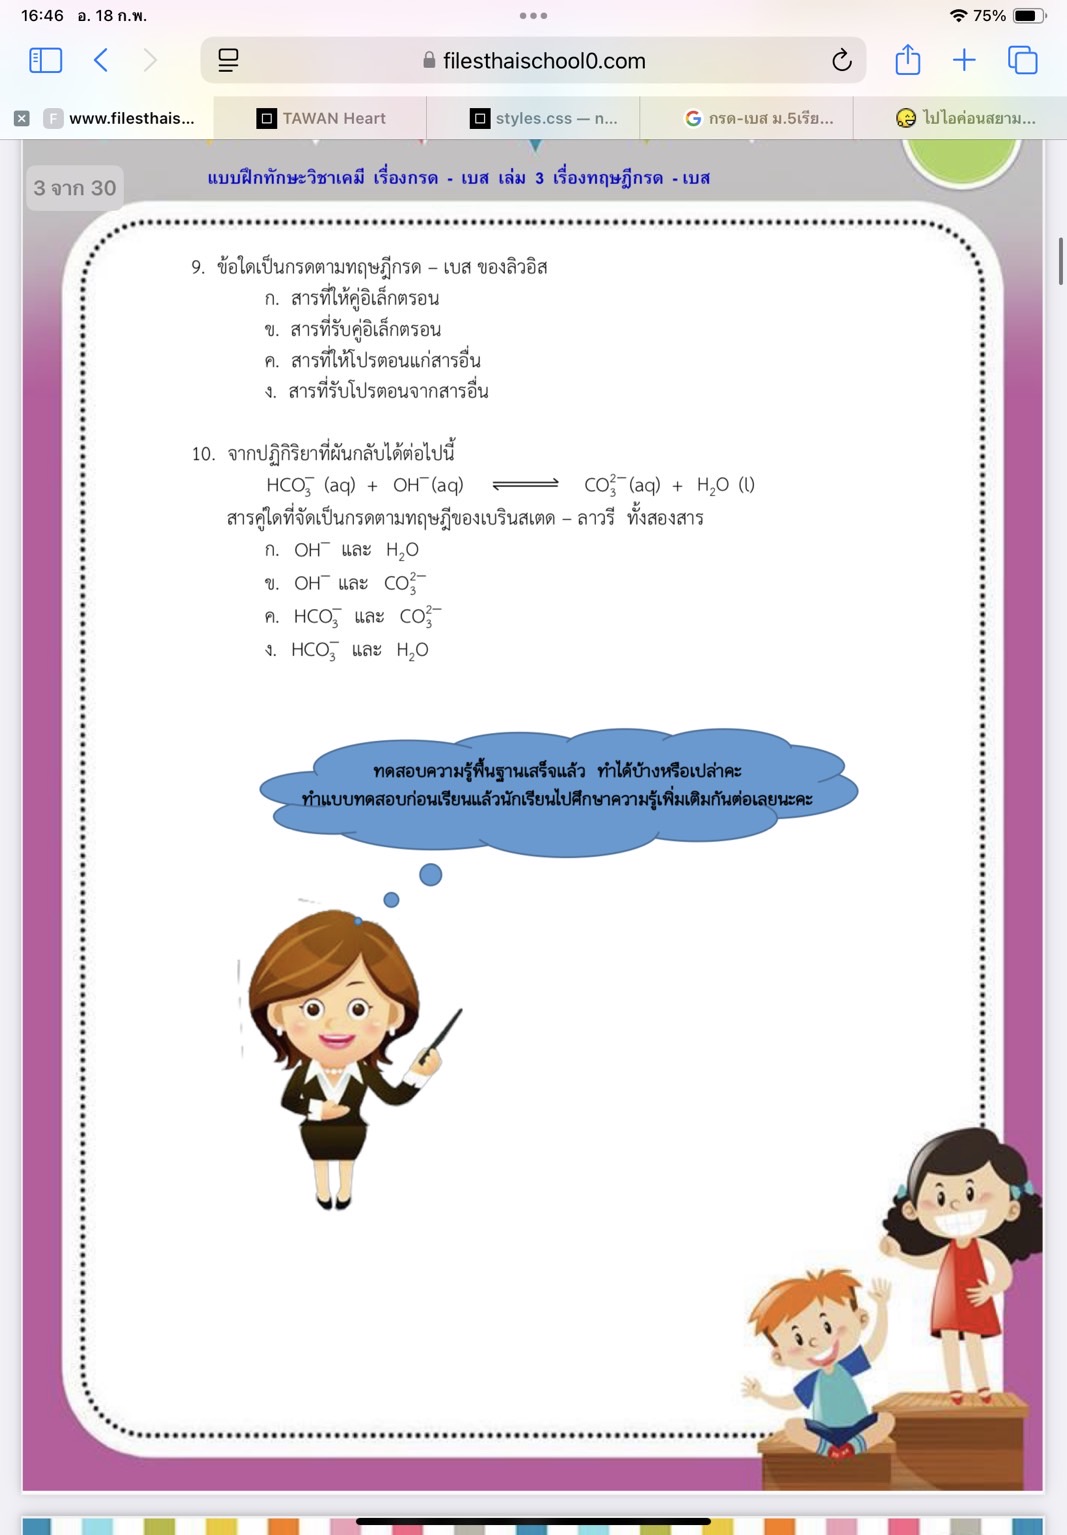 16:46 อ. 18 ก.พ.
75%
filesthaischool0.com
F www.filesthais...
TAWAN Heart
styles.css — n...
กรด-เบส ม.5เรีย...
ไปไอค่อนสยาม...
3 จาก 30
แบบฝึกทักษะวิชาเคมี เรื่องกรด - เบส เล่ม 3 เรื่องทฤษฎีกรด - เบส
9. ข้อใดเป็นกรดตามทฤษฎีกรด – เบส ของลิวอิส
ก. สารที่ให้คู่อิเล็กตรอน
ข. สารที่รับคู่อิเล็กตรอน
ค. สารที่ให้โปรตอนแก่สารอื่น
ง. สารที่รับโปรตอนจากสารอื่น
10. จากปฏิกิริยาที่ผันกลับได้ต่อไปนี้
HCO₃⁻ (aq) + OH⁻ (aq) ⇌ CO₃²⁻ (aq) + H₂O (l)
สารคู่ใดที่จัดเป็นกรดตามทฤษฎีของเบรินสเตด – ลาวรี ทั้งสองสาร
ก. OH⁻ และ H₂O
ข. OH⁻ และ CO₃²⁻
ค. HCO₃⁻ และ CO₃²⁻
ง. HCO₃⁻ และ H₂O
ทดสอบความรู้พื้นฐานเสร็จแล้ว ทำได้บ้างหรือเปล่าคะ
ทำแบบทดสอบก่อนเรียนแล้วนักเรียนไปศึกษาความรู้เพิ่มเติมกันต่อเลยนะคะ